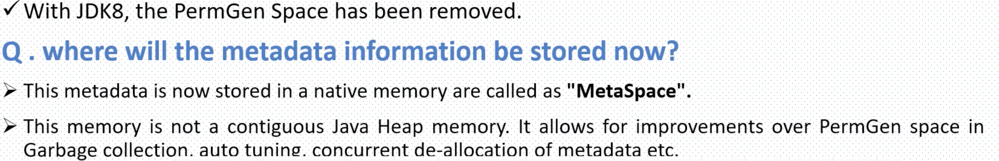 ✓ With JDK8, the PermGen Space has been removed.
Q . where will the metadata information be stored now?
➢ This metadata is now stored in a native memory are called as "MetaSpace".
➢ This memory is not a contiguous Java Heap memory. It allows for improvements over PermGen space in
Garbage collection, auto tuning, concurrent de-allocation of metadata etc.